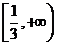 [1/3, +∞)